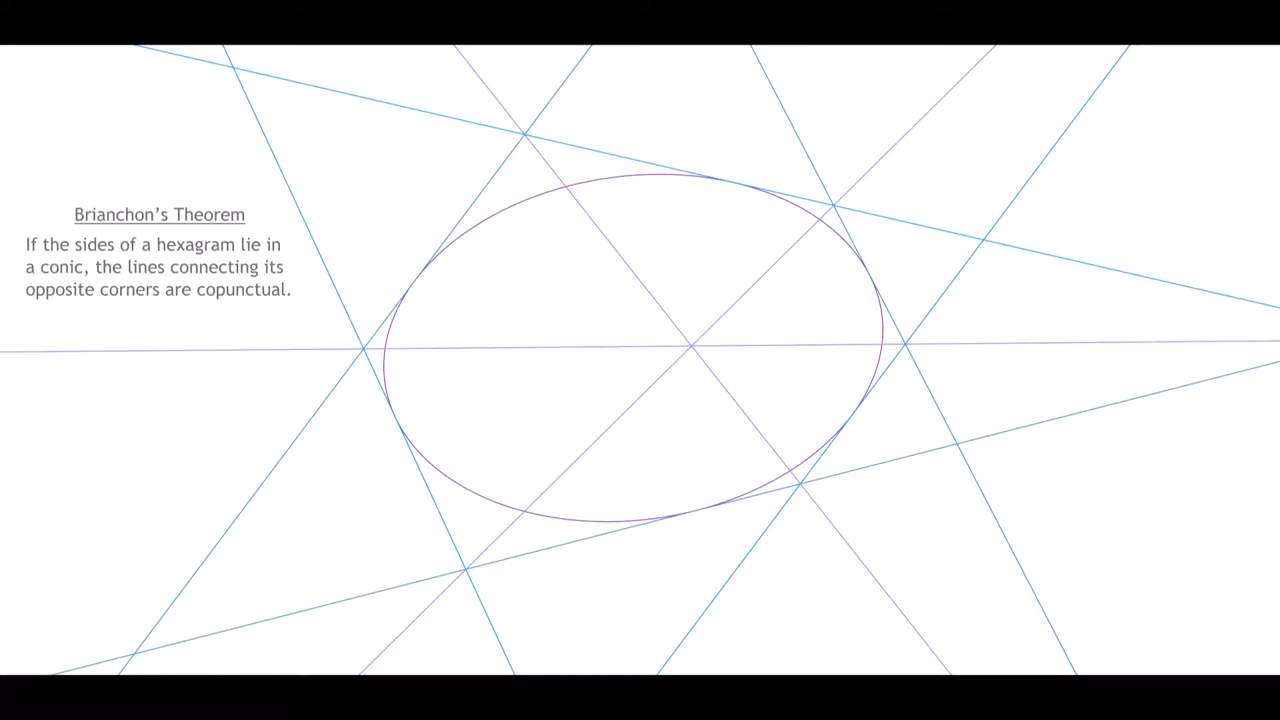 Brianchon’s Theorem
If the sides of a hexagram lie in
a conic, the lines connecting its
opposite corners are copunctual.